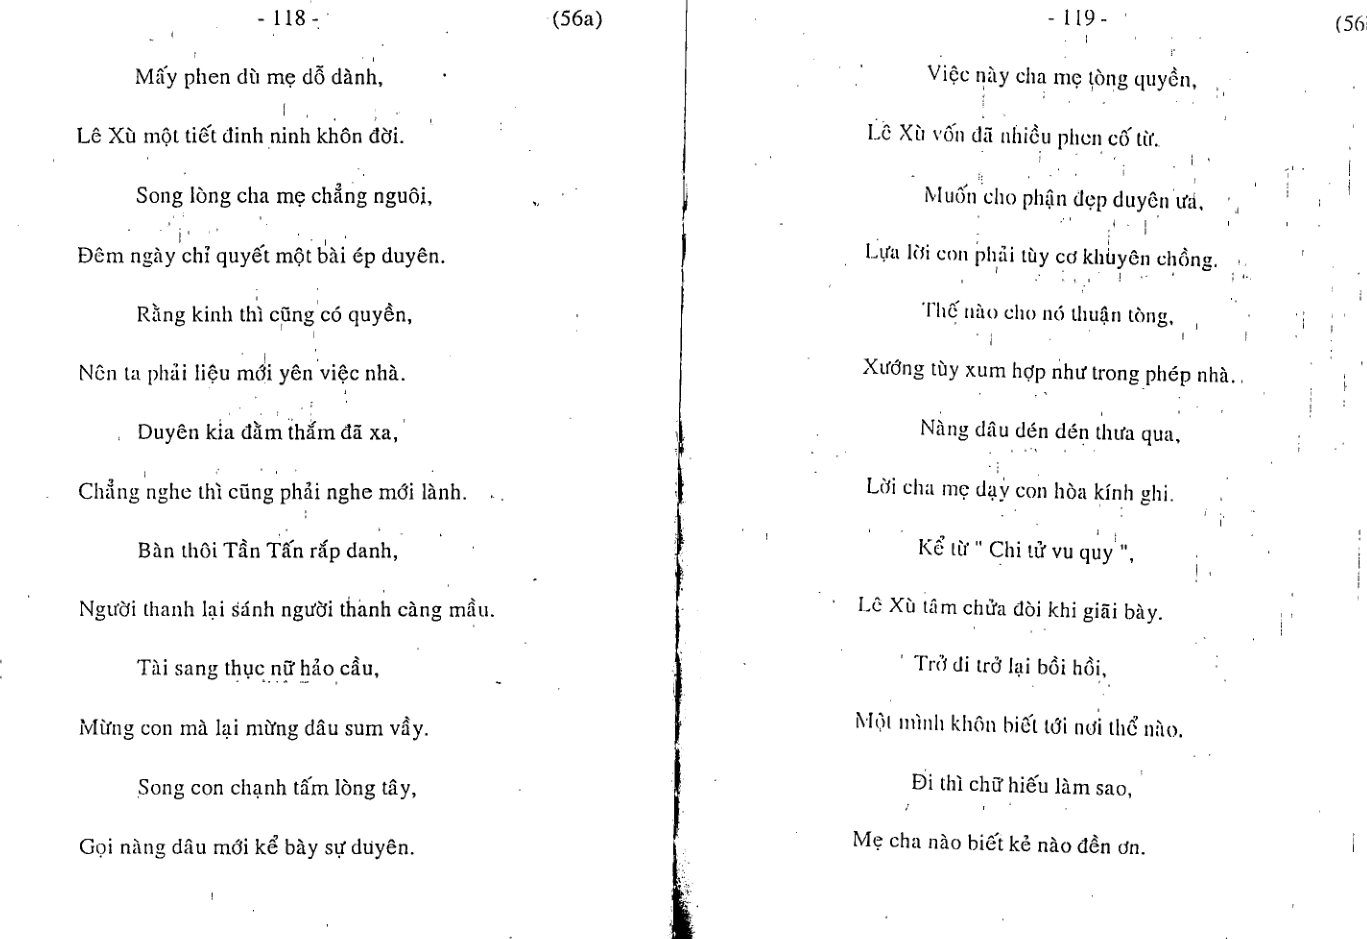 - 118 -
(56a)
Mấy phen dù mẹ dỗ dành,
Lê Xù một tiết đinh ninh khôn đời.
Song lòng cha mẹ chẳng nguôi,
Đêm ngày chỉ quyết một bài ép duyên.
Rằng kinh thì cũng có quyền,
Nên ta phải liệu mới yên việc nhà.
Duyên kia đằm thắm đã xa,
Chẳng nghe thì cũng phải nghe mới lành.
Bàn thôi Tần Tấn rắp danh,
Người thanh lại sánh người thanh càng mầu.
Tài sang thục nữ hảo cầu,
Mừng con mà lại mừng dâu sum vầy.
Song con chạnh tấm lòng tây,
Gọi nàng dâu mới kể bày sự duyên.
- 119 -
(56
Việc này cha mẹ tòng quyền,
Lê Xù vốn đã nhiều phen cố từ.
Muốn cho phận đẹp duyên ưa,
Lựa lời con phải tùy cơ khuyên chồng.
Thế nào cho nó thuận tòng,
Xướng tùy xum hợp như trong phép nhà.
Nàng dâu dén dén thưa qua,
Lời cha mẹ dạy con hòa kính ghi.
Kể từ " Chi tử vu quy ",
Lê Xù tâm chửa đòi khi giãi bày.
Trở đi trở lại bồi hồi,
Một mình khôn biết tới nơi thể nào.
Đi thì chữ hiếu làm sao,
Mẹ cha nào biết kẻ nào đền ơn.